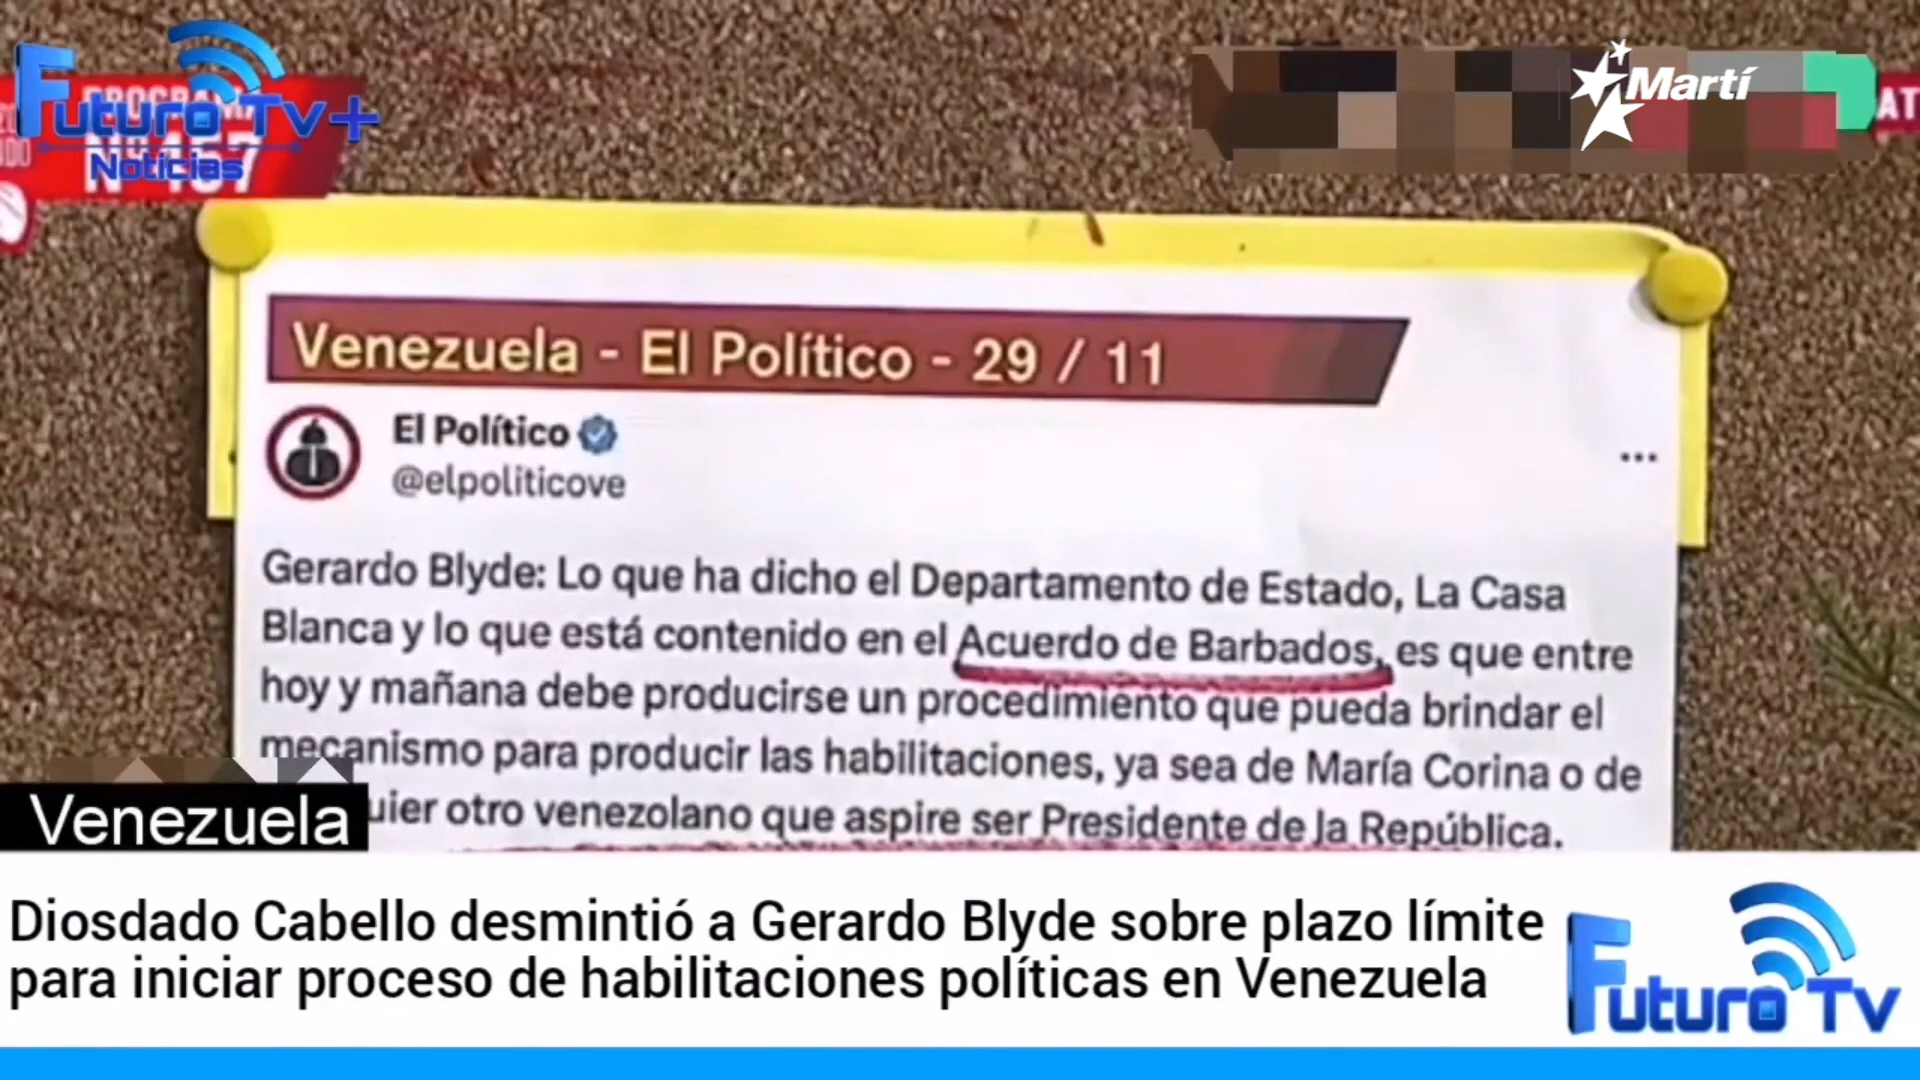 Futuro Tv+
Noticias
PROGRAMA
Nº457
Martí
AT
Venezuela - El Político - 29 / 11
El Político
@elpoliticove
...
Gerardo Blyde: Lo que ha dicho el Departamento de Estado, La Casa
Blanca y lo que está contenido en el Acuerdo de Barbados, es que entre
hoy y mañana debe producirse un procedimiento que pueda brindar el
mecanismo para producir las habilitaciones, ya sea de María Corina o de
uier otro venezolano que aspire ser Presidente de la República.
Venezuela
Diosdado Cabello desmintió a Gerardo Blyde sobre plazo límite
para iniciar proceso de habilitaciones políticas en Venezuela
Futuro Tv